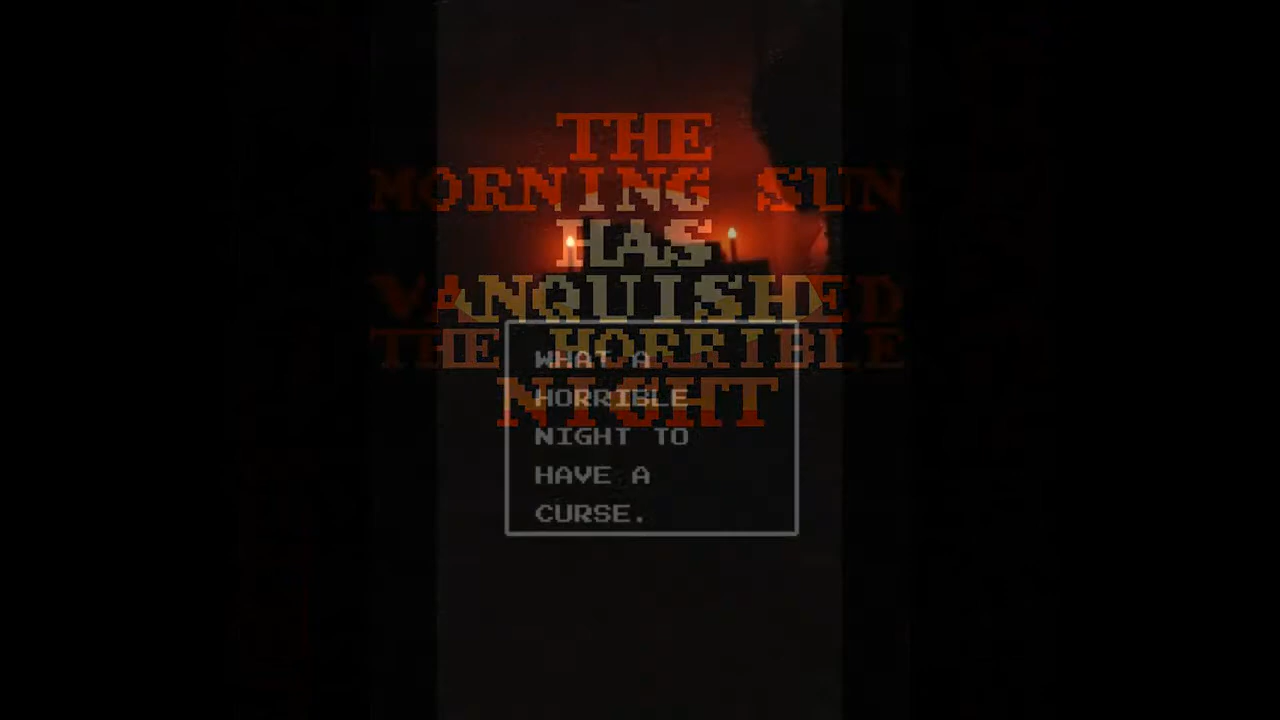 THE
MORNING SUN
HAS
VANQUISHED
THE HORRIBLE
NIGHT
WHAT A
HORRIBLE
NIGHT TO
HAVE A
CURSE.